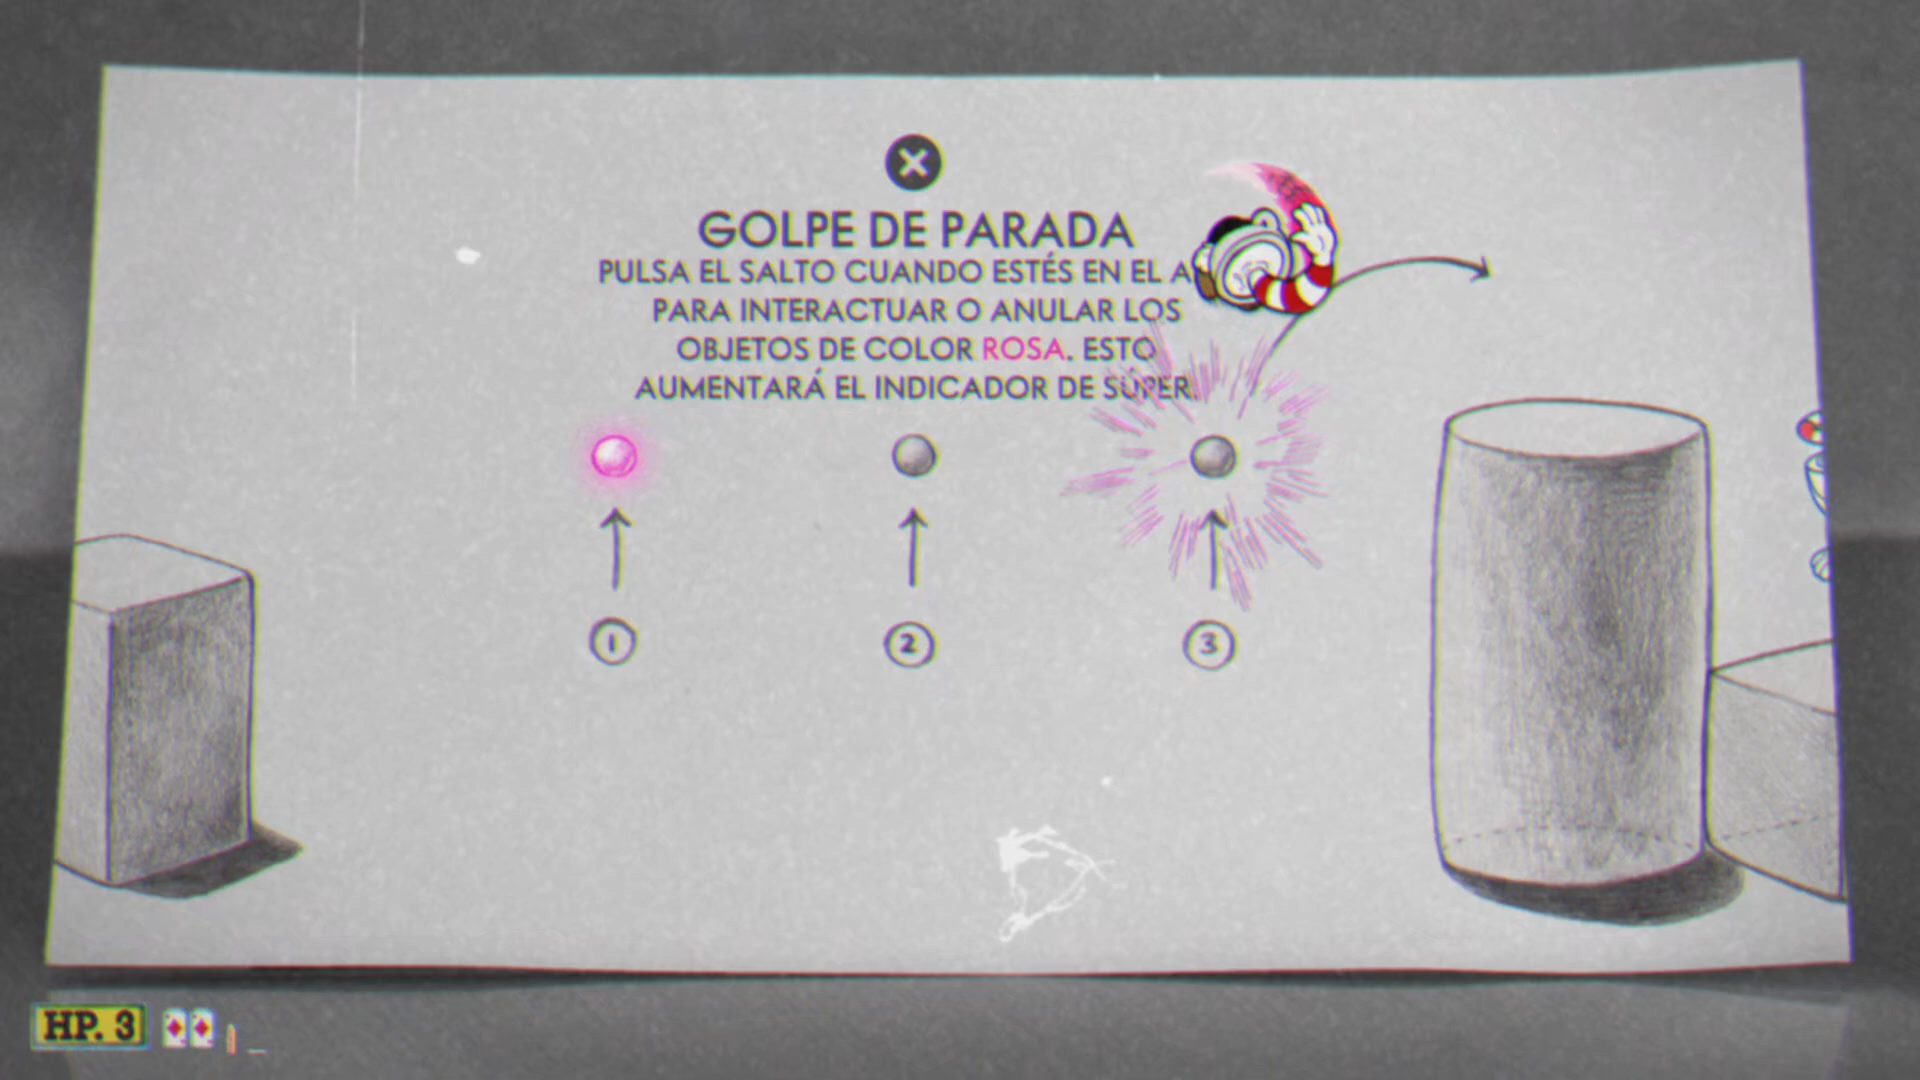 GOLPE DE PARADA
PULSA EL SALTO CUANDO ESTÉS EN EL
PARA INTERACTUAR O ANULAR LOS
OBJETOS DE COLOR ROSA. ESTO
AUMENTARÁ EL INDICADOR DE SÚPER.
1 2 3
HP. 3